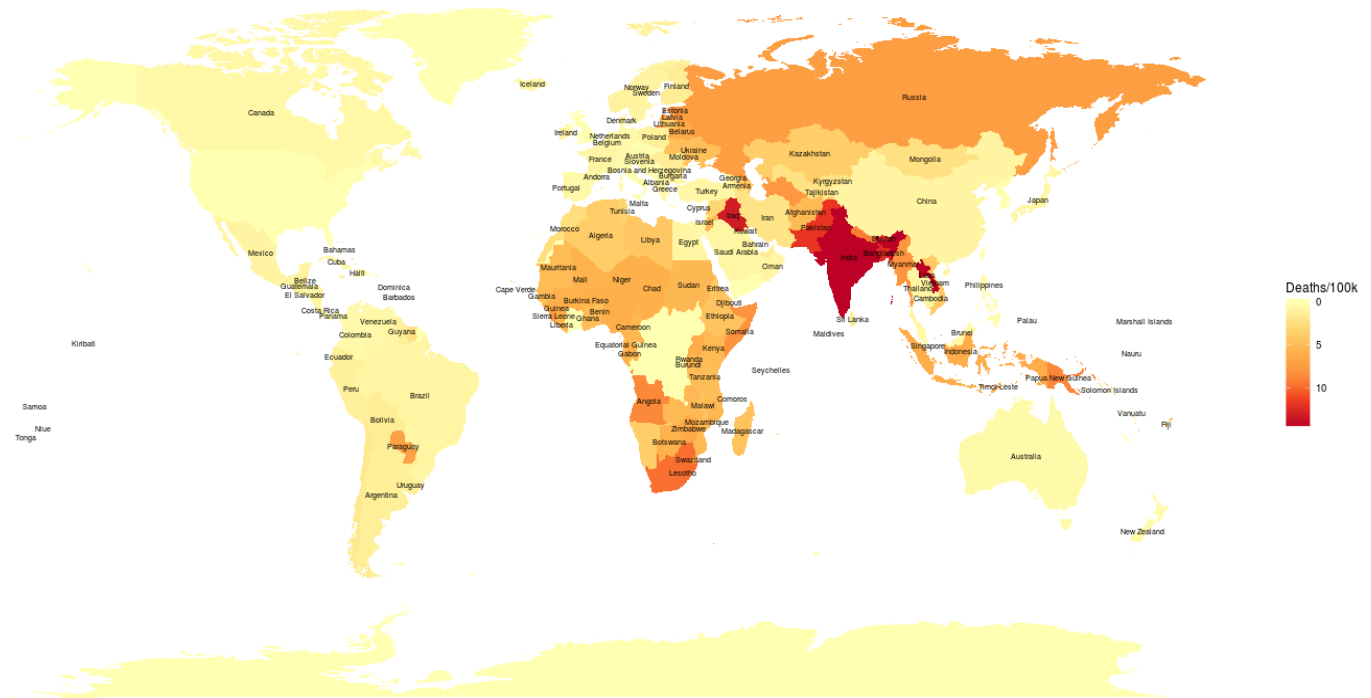 Iceland
Norway
Finland
Sweden
Russia
Canada
Estonia
Latvia
Denmark
Lithuania
Ireland
Netherlands
Poland
Belarus
Belgium
Ukraine
France
Austria
Moldova
Kazakhstan
Mongolia
Slovenia
Bosnia and Herzegovina
Andorra
Bulgaria
Georgia
Kyrgyzstan
Portugal
Albania
Armenia
Greece
Turkey
Tajikistan
China
Japan
Malta
Tunisia
Cyprus
Afghanistan
Iraq
Iran
Israel
Morocco
Algeria
Libya
Egypt
Kuwait
Pakistan
Bahrain
Bhutan
Mexico
Bahamas
Saudi Arabia
Bangladesh
India
Cuba
Mauritania
Oman
Myanmar
Haiti
Laos
Belize
Guatemala
Mali
Niger
Chad
Sudan
Eritrea
Vietnam
Thailand
Philippines
Deaths/100k
0
5
10
El Salvador
Dominica
Barbados
Cape Verde
Gambia
Burkina Faso
Djibouti
Cambodia
Costa Rica
Panama
Guinea
Benin
Sierra Leone
Ghana
Ethiopia
Venezuela
Liberia
Cameroon
Somalia
Sri Lanka
Maldives
Palau
Marshall Islands
Colombia
Guyana
Brunei
Kiribati
Ecuador
Equatorial Guinea
Gabon
Kenya
Singapore
Indonesia
Nauru
Rwanda
Burundi
Seychelles
Tanzania
Papua New Guinea
Peru
Brazil
Timor-Leste
Solomon Islands
Samoa
Angola
Malawi
Comoros
Vanuatu
Bolivia
Mozambique
Fiji
Niue
Zimbabwe
Madagascar
Tonga
Paraguay
Botswana
Australia
Swaziland
Lesotho
Uruguay
Argentina
New Zealand